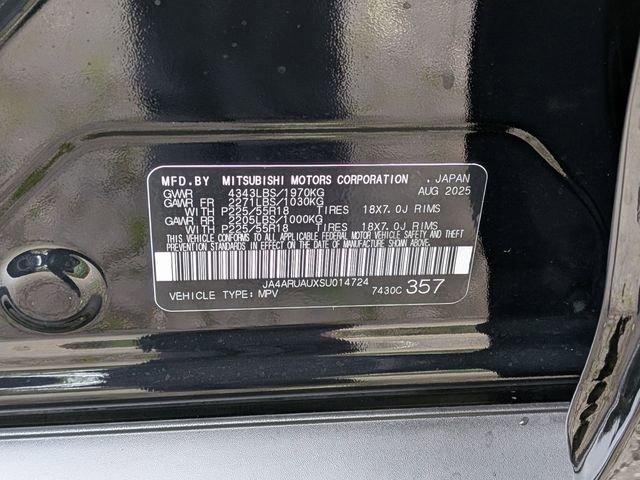 MFD.BY MITSUBISHI MOTORS CORPORATION . JAPAN
GVWR 4343LBS/1970KG AUG 2025
GAWR FR 2271LBS/1030KG
WITH P225/55R18 TIRES 18X7.0J RIMS
GAWR RR 2205LBS/1000KG
WITH P225/55R18 TIRES 18X7.0J RIMS
THIS VEHICLE CONFORMS TO ALL APPLICABLE FEDERAL MOTOR VEHICLE SAFETY AND THEFT
PREVENTION STANDARDS IN EFFECT ON THE DATE OF MANUFACTURE SHOWN ABOVE.
JA4ARUAUXSU014724
VEHICLE TYPE: MPV 7430C 357